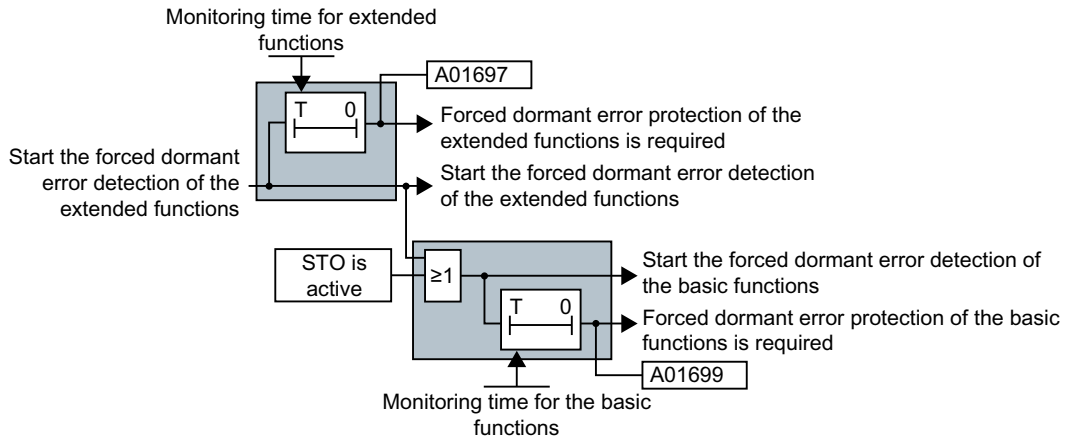 Monitoring time for extended
functions
A01697
T 0
Forced dormant error protection of the
extended functions is required
Start the forced dormant
error detection of the
extended functions
Start the forced dormant error detection
of the extended functions
STO is
active
≥1
Start the forced dormant error detection of
the basic functions
T 0
Forced dormant error protection of the basic
functions is required
A01699
Monitoring time for the basic
functions